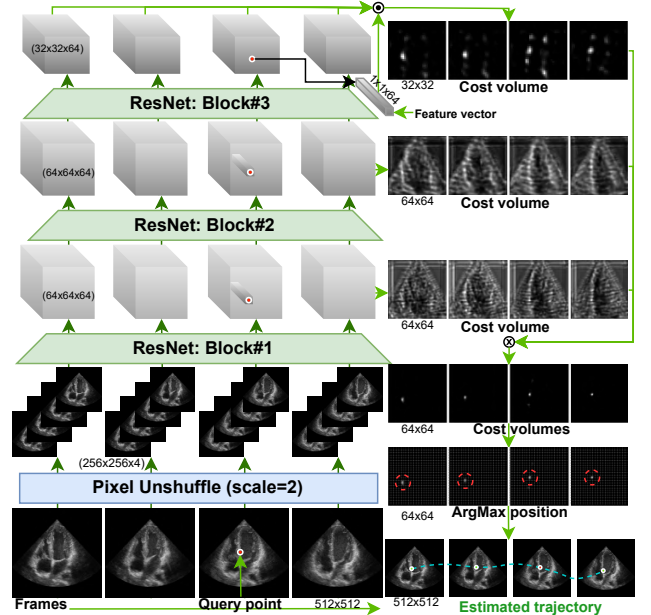 (32x32x64)
1x1x64
32x32
Cost volume
ResNet: Block#3
Feature vector
(64x64x64)
64x64
Cost volume
ResNet: Block#2
(64x64x64)
64x64
Cost volume
ResNet: Block#1
x
64x64
Cost volumes
(256x256x4)
Pixel Unshuffle (scale=2)
64x64
ArgMax position
Frames
Query point
512x512
512x512
Estimated trajectory